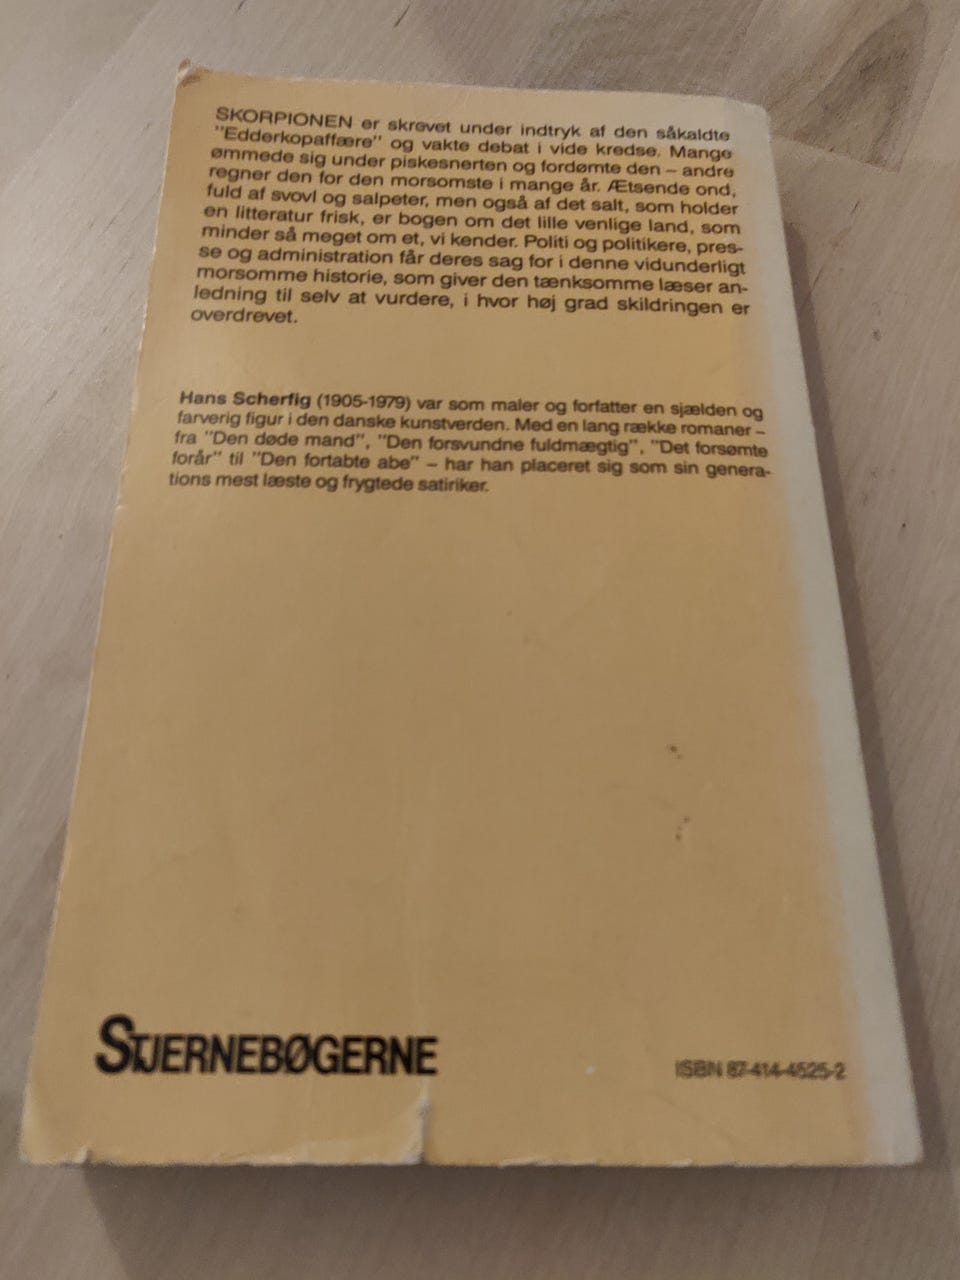 SKORPIONEN er skrevet under indtryk af den såkaldte
"Edderkopaffære" og vakte debat i vide kredse. Mange
ømmede sig under piskesnerten og fordømte den – andre
regner den for den morsomste i mange år. Ætsende ond,
fuld af svovl og salpeter, men også af det salt, som holder
en litteratur frisk, er bogen om det lille venlige land, som
minder så meget om et, vi kender. Politi og politikere, pres-
se og administration får deres sag for i denne vidunderligt
morsomme historie, som giver den tænksomme læser an-
ledning til selv at vurdere, i hvor høj grad skildringen er
overdrevet.
Hans Scherfig (1905-1979) var som maler og forfatter en sjælden og
farverig figur i den danske kunstverden. Med en lang række romaner –
fra "Den døde mand", "Den forsvundne fuldmægtig", "Det forsømte
forår" til "Den fortabte abe" – har han placeret sig som sin genera-
tions mest læste og frygtede satiriker.
STJERNEBØGERNE
ISBN 87-414-4525-2